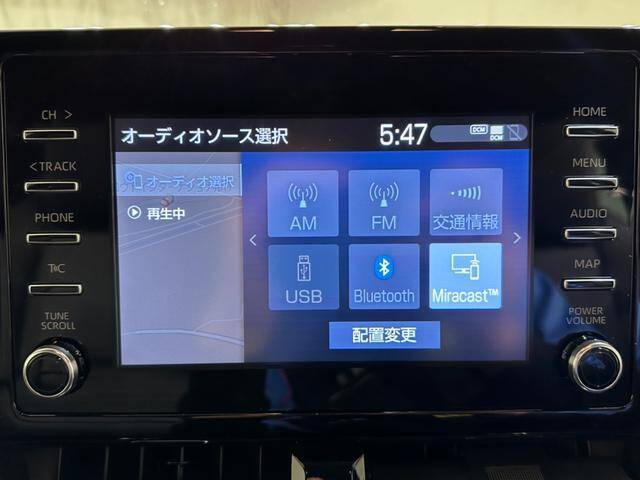 CH >
< TRACK
PHONE
T&C
TUNE
SCROLL
オーディオソース選択
5:47
DCM
DCM
オーディオ選択
再生中
AM
FM
交通情報
USB
Bluetooth
Miracast™
配置変更
HOME
MENU
AUDIO
MAP
POWER
VOLUME